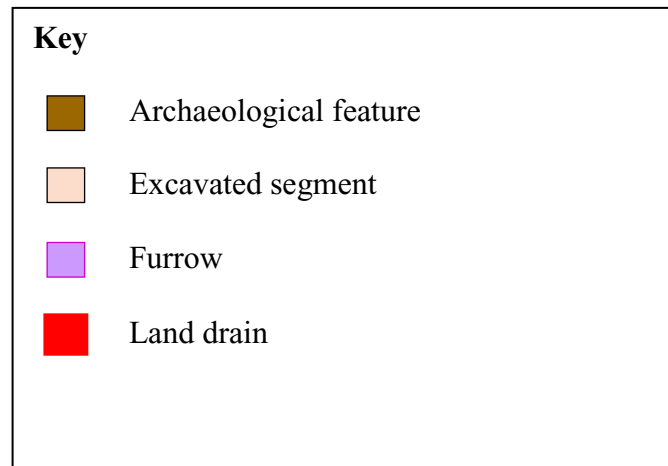 Key
Archaeological feature
Excavated segment
Furrow
Land drain